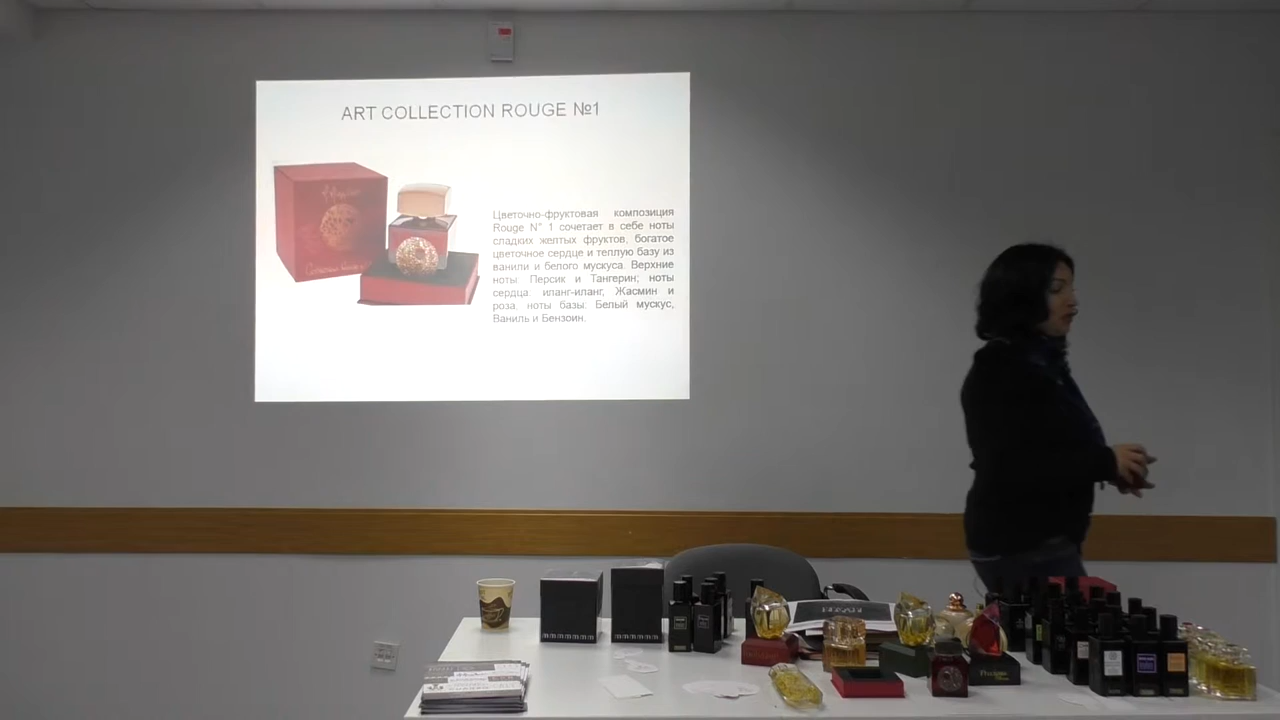 ART COLLECTION ROUGE №1
Цветочно-фруктовая композиция
Rouge N° 1 сочетает в себе ноты
сладких желтых фруктов, богатое
цветочное сердце и теплую базу из
ванили и белого мускуса. Верхние
ноты: Персик и Тангерин; ноты
сердца: иланг-иланг, Жасмин и
роза. ноты базы: Белый мускус,
Ваниль и Бензоин.